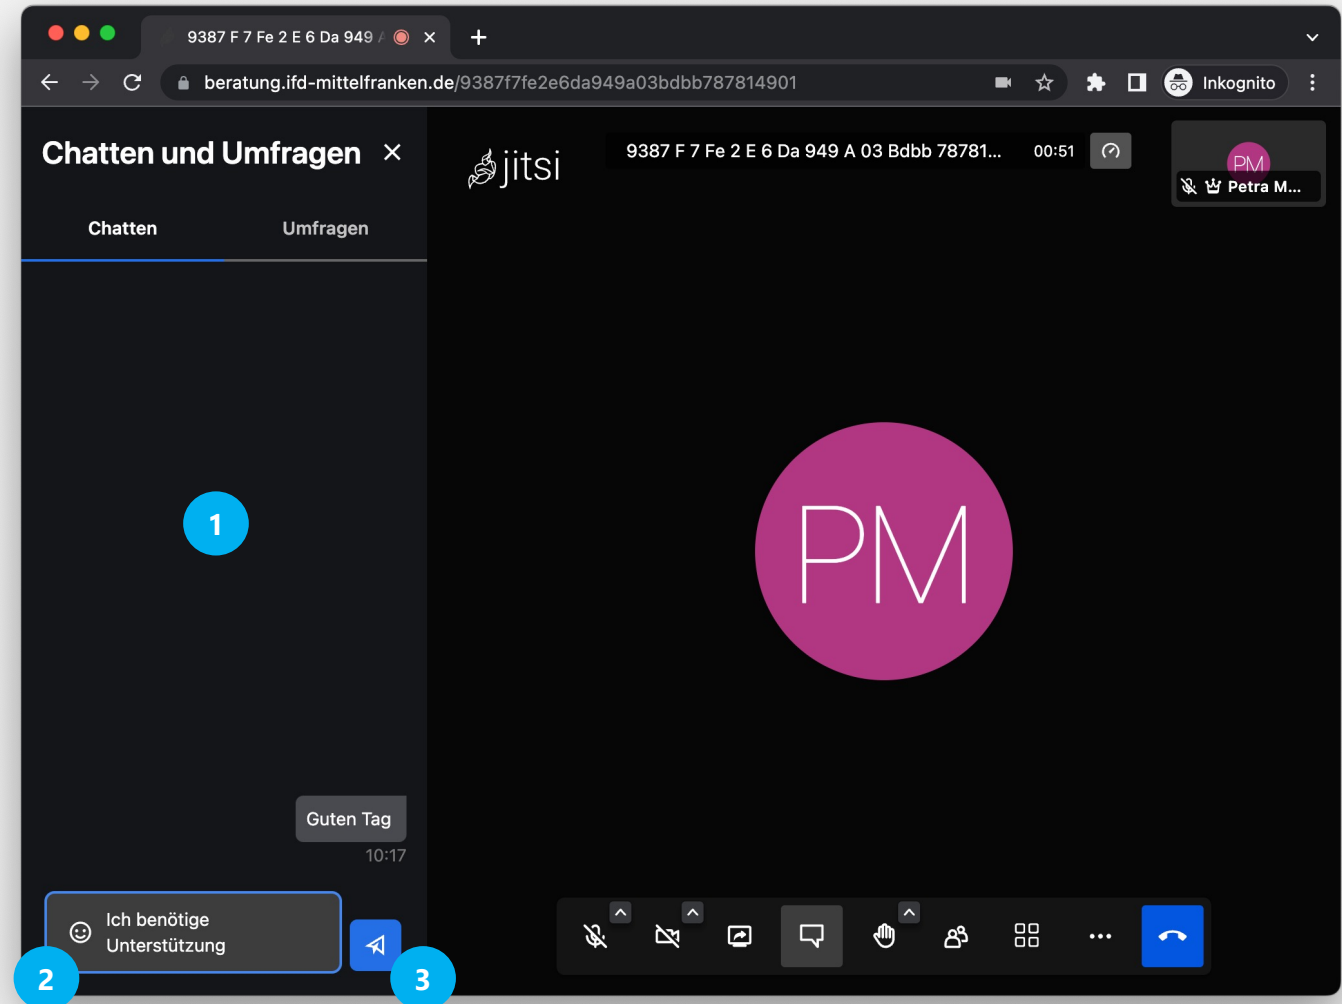 9387 F 7 Fe 2 E 6 Da 949
beratung.ifd-mittelfranken.de/9387f7fe2e6da949a03bdbb787814901
Inkognito
Chatten und Umfragen
jitsi
9387 F 7 Fe 2 E 6 Da 949 A 03 Bdbb 78781...
00:51
PM
Petra M...
Chatten
Umfragen
1
PM
Guten Tag
10:17
Ich benötige
Unterstützung
2
3